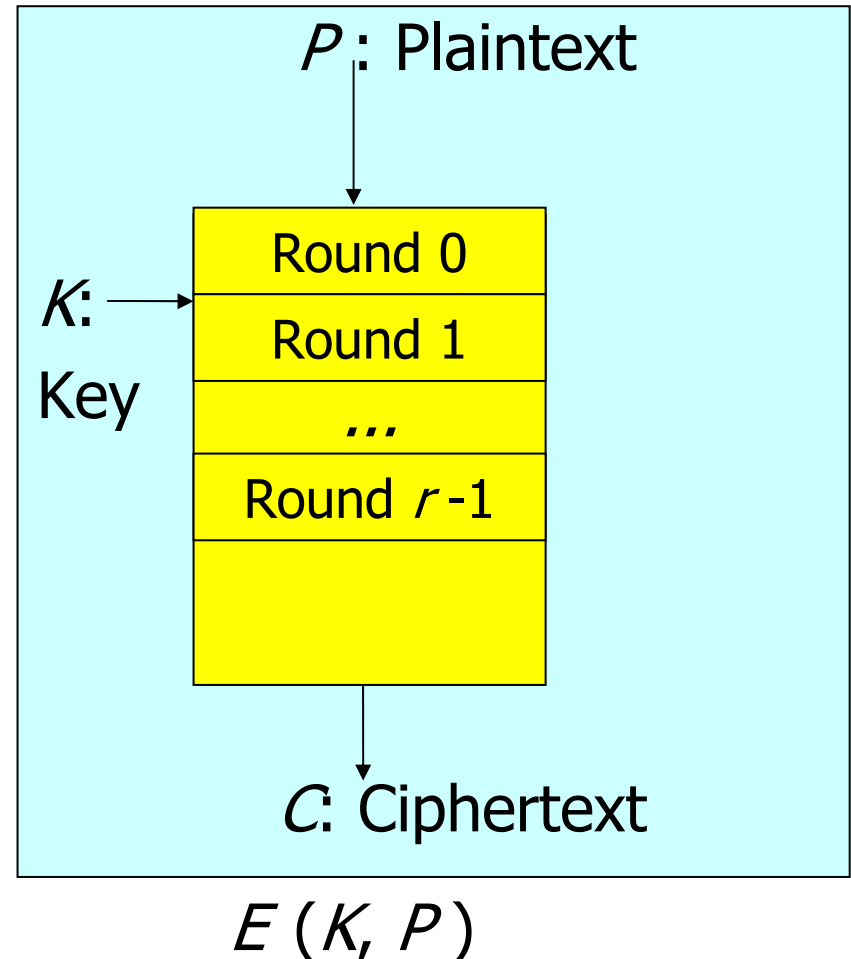 P : Plaintext
Round 0
K:
Key
Round 1
...
Round r -1
C: Ciphertext
E (K, P )